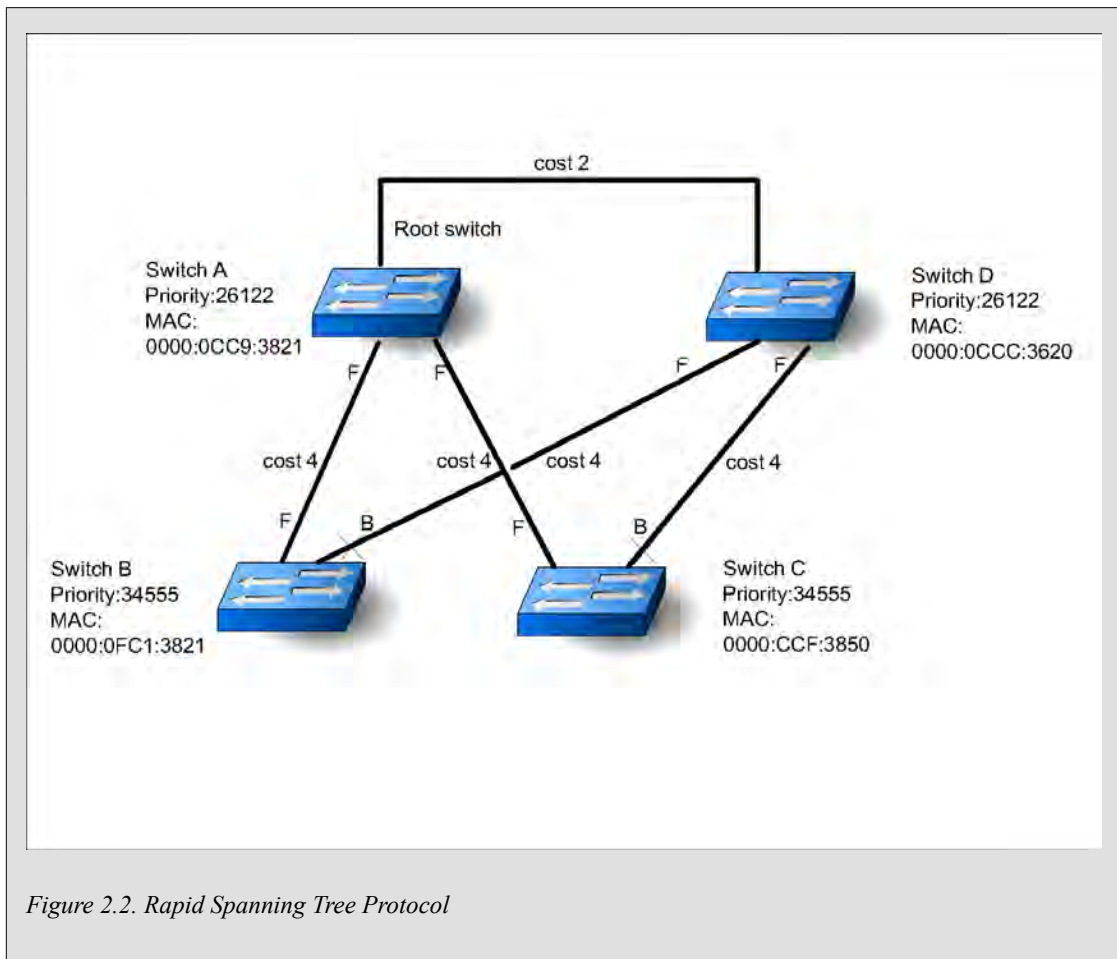 cost 2
Root switch
Switch A
Priority:26122
MAC:
0000:0CC9:3821
Switch D
Priority:26122
MAC:
0000:0CCC:3620
F
F
F
F
cost 4
cost 4
cost 4
cost 4
F
B
F
B
Switch B
Priority:34555
MAC:
0000:0FC1:3821
Switch C
Priority:34555
MAC:
0000:CCF:3850
Figure 2.2. Rapid Spanning Tree Protocol